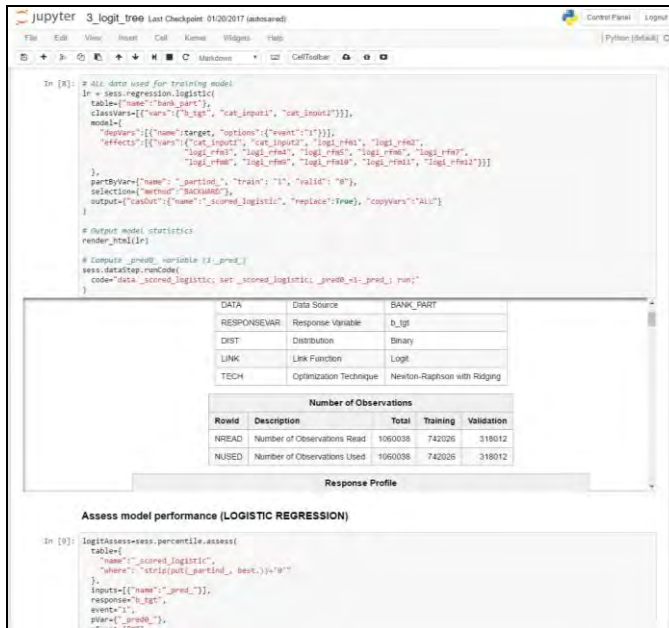 jupyter 3_logit_tree Last Checkpoint: 01/20/2017 (autosaved)
Control Panel Logout
File Edit View Insert Cell Kernel Widgets Help
Python [default]
Markdown CellToolbar
In [8]: # ALL data used for training model
lr = sess.regression.logistic(
table={"name":"bank_part"},
classVars=[{"vars":{"b_tgt", "cat_input1", "cat_input2"}}],
model={
"depVars":[{"name":target, "options":{"event":"1"}}],
"effects":[{"vars":{"cat_input1", "cat_input2", "logi_rfm1", "logi_rfm2",
"logi_rfm3", "logi_rfm4", "logi_rfm5", "logi_rfm6", "logi_rfm7",
"logi_rfm8", "logi_rfm9", "logi_rfm10", "logi_rfm11", "logi_rfm12"}}]
},
partByVar={"name": "_partind_", "train": "1", "valid": "0"},
selection={"method":"BACKWARD"},
output={"casOut":{"name":"_scored_logistic", "replace":True}, "copyVars":"ALL"}
)
# Output model statistics
render_html(lr)
# Compute _pred0_ variable (1-_pred_)
sess.dataStep.runCode(
code="data _scored_logistic; set _scored_logistic; _pred0_=1-_pred_; run;"
)
DATA Data Source BANK_PART
RESPONSEVAR Response Variable b_tgt
DIST Distribution Binary
LINK Link Function Logit
TECH Optimization Technique Newton-Raphson with Ridging
Number of Observations
RowId Description Total Training Validation
NREAD Number of Observations Read 1060038 742026 318012
NUSED Number of Observations Used 1060038 742026 318012
Response Profile
Assess model performance (LOGISTIC REGRESSION)
In [9]: logitAssess=sess.percentile.assess(
table={
"name":"_scored_logistic",
"where": "strip(put(_partind_, best.))='0'"
},
inputs=[{"name":"_pred_"}],
response="b_tgt",
event="1",
pVar={"_pred0_"},